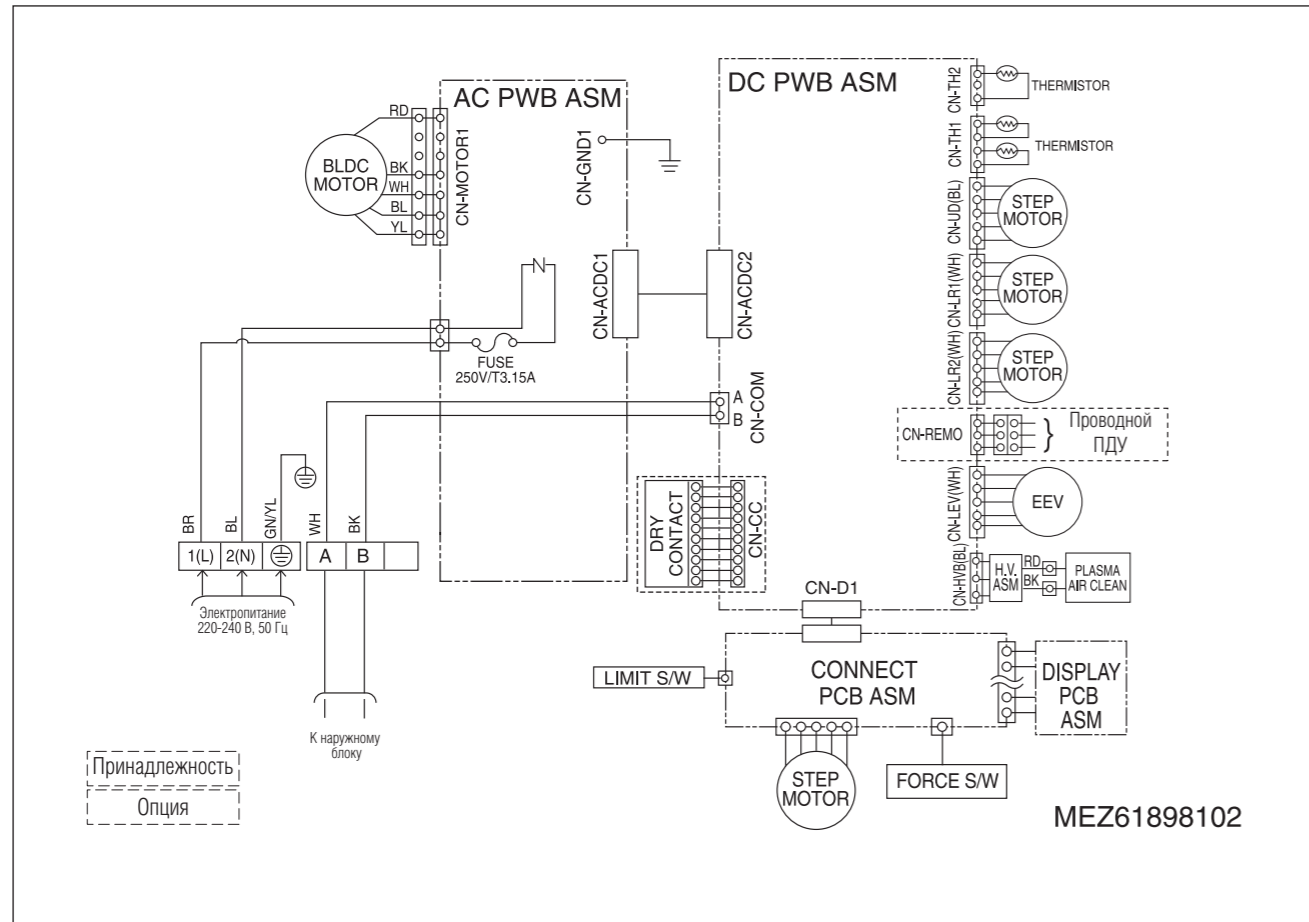 AC PWB ASM
DC PWB ASM
RD
BK
WH
BL
YL
BLDC
MOTOR
CN-MOTOR1
CN-GND1
CN-ACDC1
CN-ACDC2
N
FUSE
250V/T3.15A
CN-TH2
THERMISTOR
CN-TH1
THERMISTOR
CN-UD(BL)
STEP
MOTOR
CN-LR1(WH)
STEP
MOTOR
CN-LR2(WH)
STEP
MOTOR
A
B
CN-COM
CN-REMO
Проводной
ПДУ
CN-LEV(WH)
EEV
CN-HVB(BL)
H.V.
ASM
RD
BK
PLASMA
AIR CLEAN
DRY
CONTACT
CN-CC
BR
BL
GN/YL
WH
BK
1(L)
2(N)
A
B
Электропитание
220-240 В, 50 Гц
К наружному
блоку
CN-D1
CONNECT
PCB ASM
LIMIT S/W
DISPLAY
PCB
ASM
STEP
MOTOR
FORCE S/W
Принадлежность
Опция
MEZ61898102